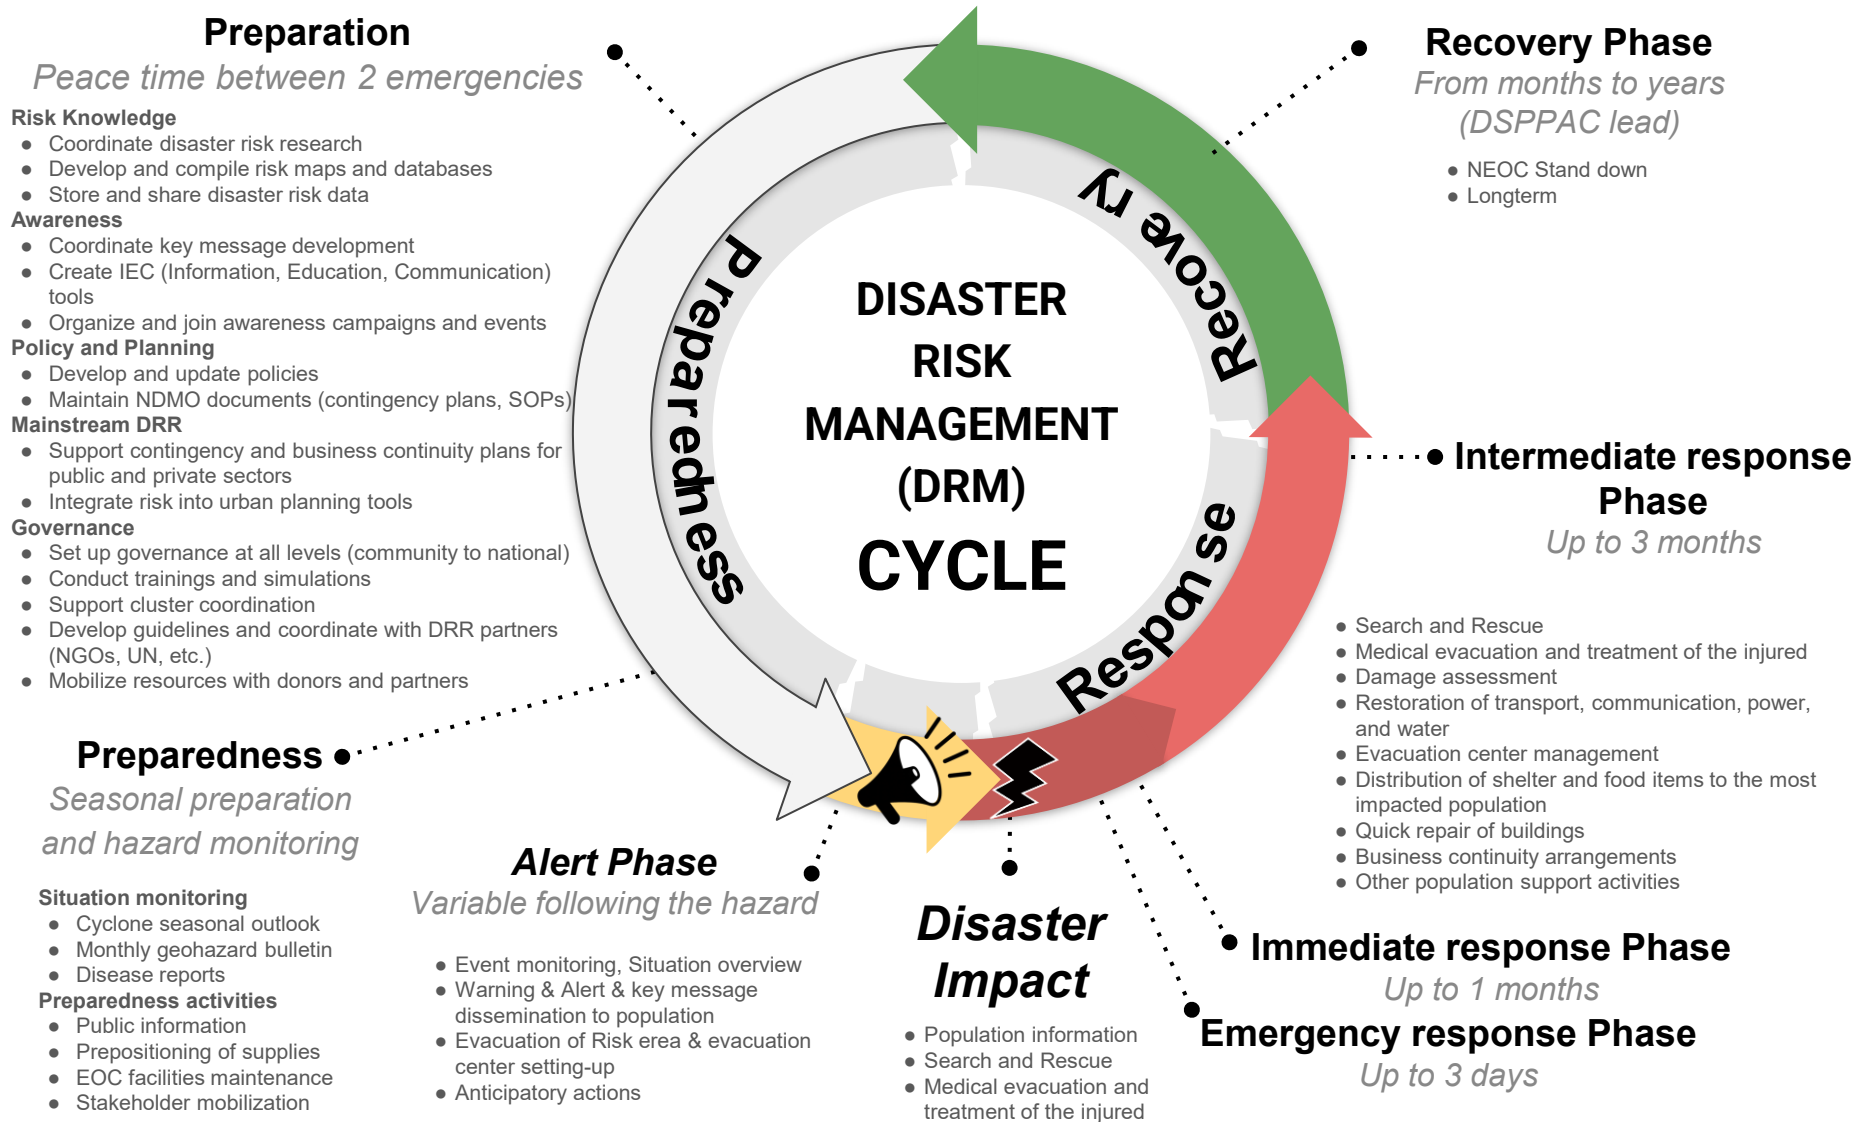 Preparation
Peace time between 2 emergencies
Risk Knowledge
● Coordinate disaster risk research
● Develop and compile risk maps and databases
● Store and share disaster risk data
Awareness
● Coordinate key message development
● Create IEC (Information, Education, Communication)
tools
● Organize and join awareness campaigns and events
Policy and Planning
● Develop and update policies
● Maintain NDMO documents (contingency plans, SOPs)
Mainstream DRR
● Support contingency and business continuity plans for
public and private sectors
● Integrate risk into urban planning tools
Governance
● Set up governance at all levels (community to national)
● Conduct trainings and simulations
● Support cluster coordination
● Develop guidelines and coordinate with DRR partners
(NGOs, UN, etc.)
● Mobilize resources with donors and partners
Preparedness
Seasonal preparation
and hazard monitoring
Situation monitoring
● Cyclone seasonal outlook
● Monthly geohazard bulletin
● Disease reports
Preparedness activities
● Public information
● Prepositioning of supplies
● EOC facilities maintenance
● Stakeholder mobilization
Preparedness
Recovery
Response
DISASTER
RISK
MANAGEMENT
(DRM)
CYCLE
Alert Phase
Variable following the hazard
● Event monitoring, Situation overview
● Warning & Alert & key message
dissemination to population
● Evacuation of Risk erea & evacuation
center setting-up
● Anticipatory actions
Disaster
Impact
● Population information
● Search and Rescue
● Medical evacuation and
treatment of the injured
Recovery Phase
From months to years
(DSPPAC lead)
● NEOC Stand down
● Longterm
Intermediate response
Phase
Up to 3 months
● Search and Rescue
● Medical evacuation and treatment of the injured
● Damage assessment
● Restoration of transport, communication, power,
and water
● Evacuation center management
● Distribution of shelter and food items to the most
impacted population
● Quick repair of buildings
● Business continuity arrangements
● Other population support activities
Immediate response Phase
Up to 1 months
Emergency response Phase
Up to 3 days